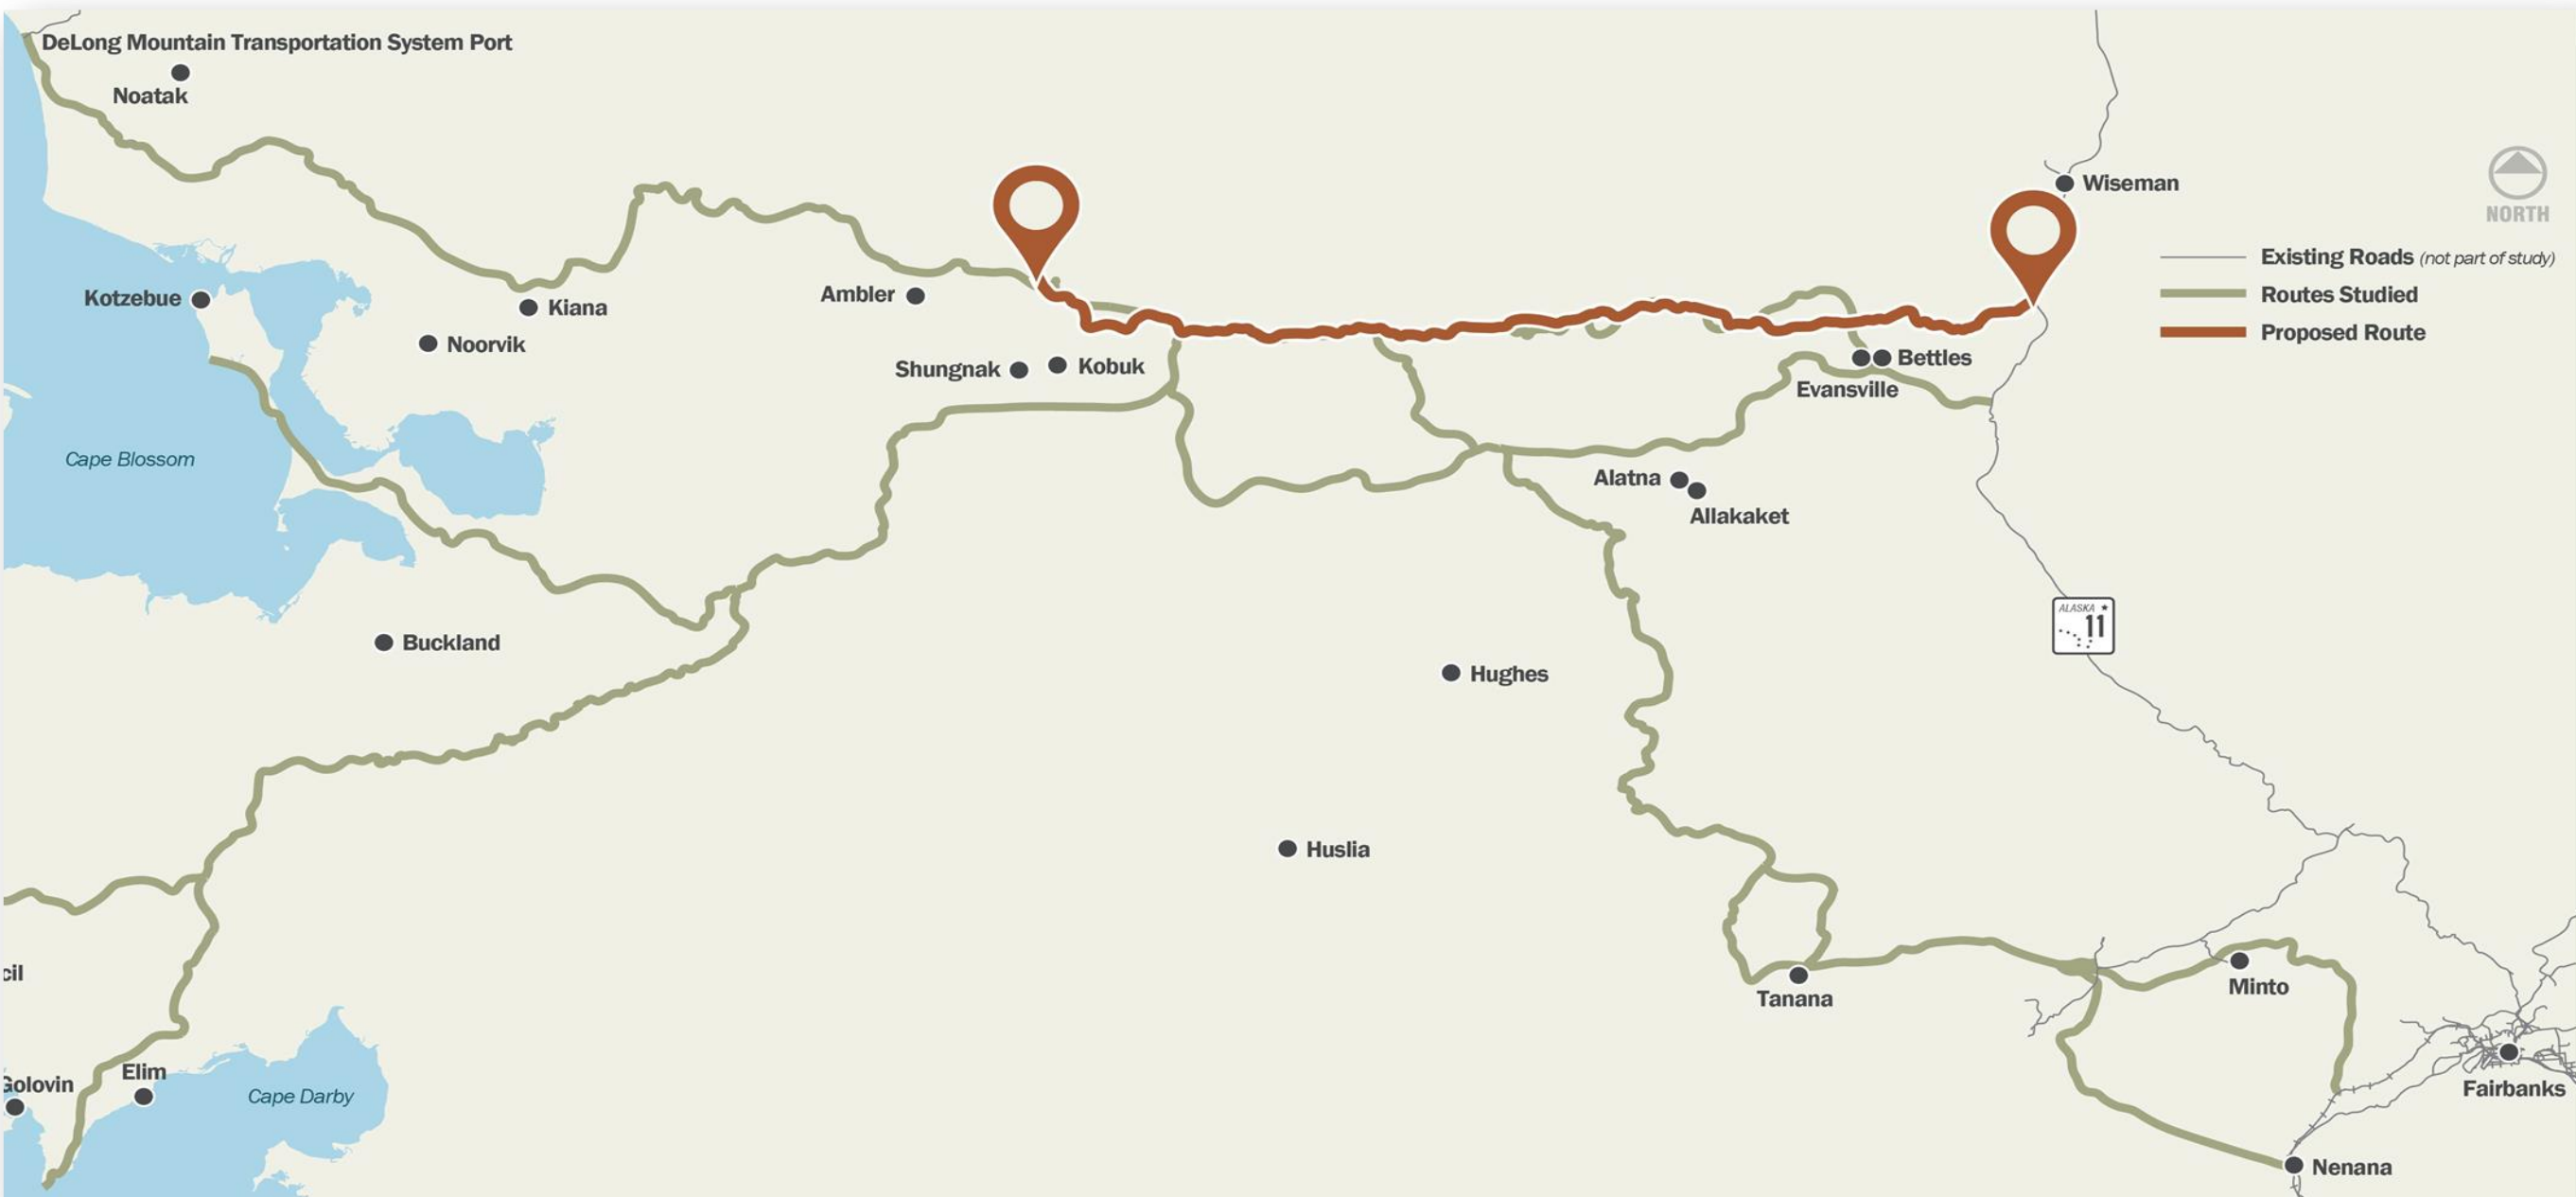 DeLong Mountain Transportation System Port
Noatak
Wiseman
NORTH
Existing Roads (not part of study)
Routes Studied
Proposed Route
Kotzebue
Kiana
Ambler
Noorvik
Shungnak
Kobuk
Bettles
Evansville
Cape Blossom
Alatna
Allakaket
ALASKA
11
Buckland
Hughes
Huslia
cil
Tanana
Minto
Golovin
Elim
Cape Darby
Fairbanks
Nenana